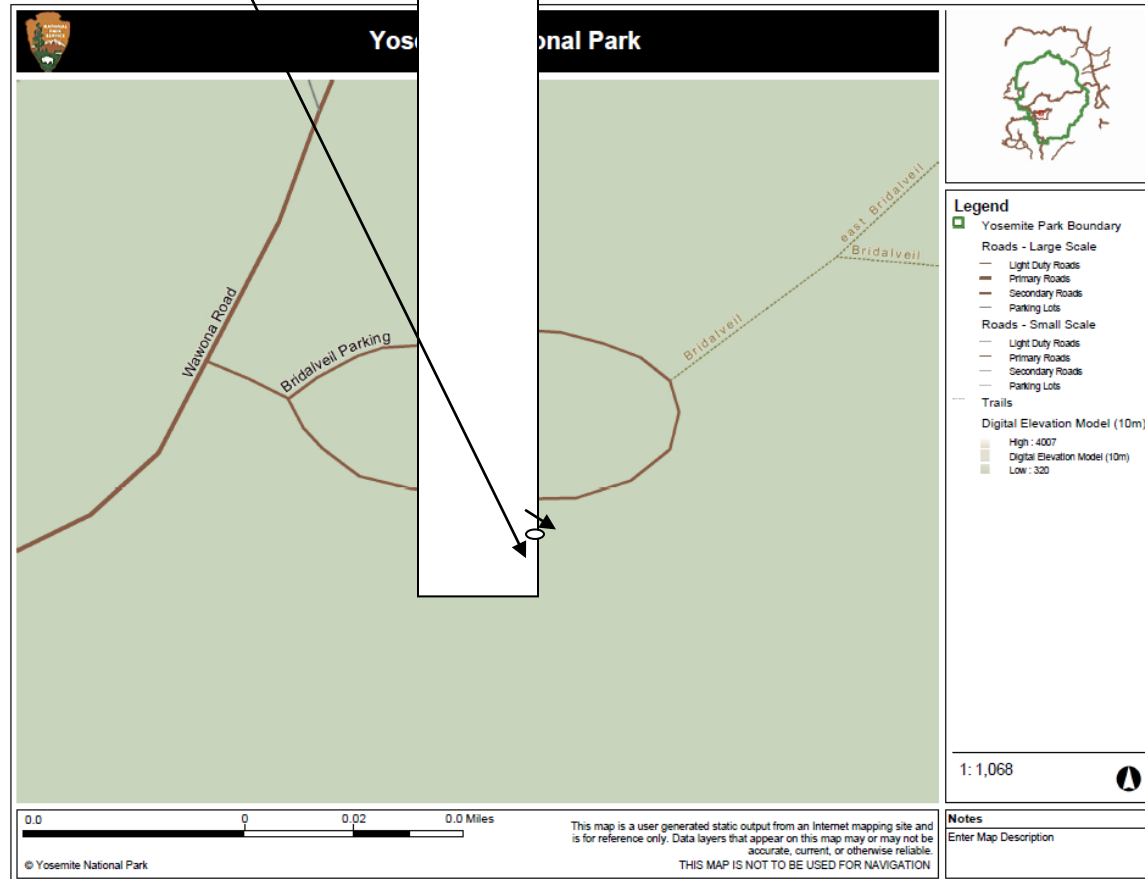 NATIONAL
PARK
SERVICE
Yos onal Park
Wawona Road
Bridalveil Parking
Bridalveil
east Bridalveil
Bridalveil
Legend
Yosemite Park Boundary
Roads - Large Scale
Light Duty Roads
Primary Roads
Secondary Roads
Parking Lots
Roads - Small Scale
Light Duty Roads
Primary Roads
Secondary Roads
Parking Lots
Trails
Digital Elevation Model (10m)
High : 4007
Digital Elevation Model (10m)
Low : 320
1: 1,068
0.0 0 0.02 0.0 Miles
© Yosemite National Park
This map is a user generated static output from an Internet mapping site and
is for reference only. Data layers that appear on this map may or may not be
accurate, current, or otherwise reliable.
THIS MAP IS NOT TO BE USED FOR NAVIGATION
Notes
Enter Map Description